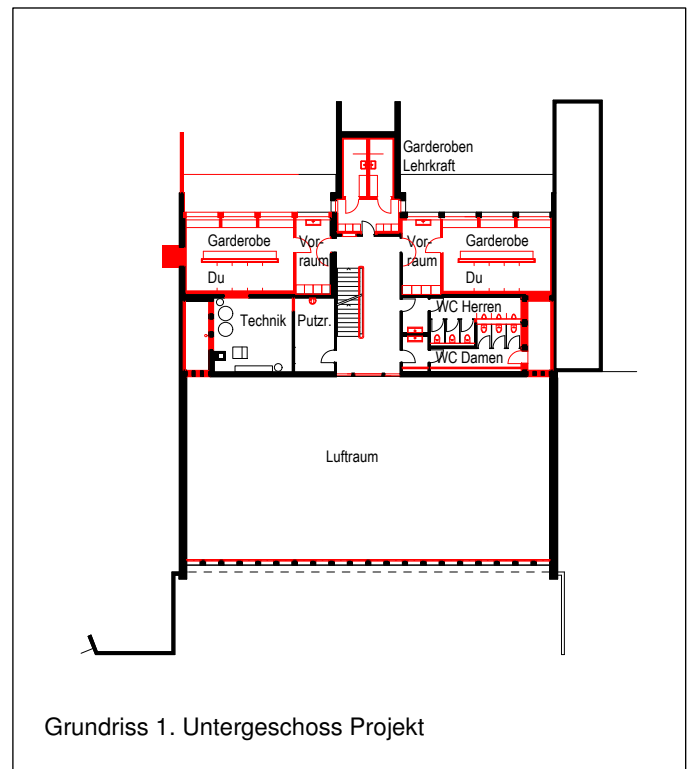 Garderoben
Lehrkraft
Garderobe
Du
Vor-
raum
Vor-
raum
Garderobe
Du
Technik
Putzr.
WC Herren
WC Damen
Luftraum
Grundriss 1. Untergeschoss Projekt